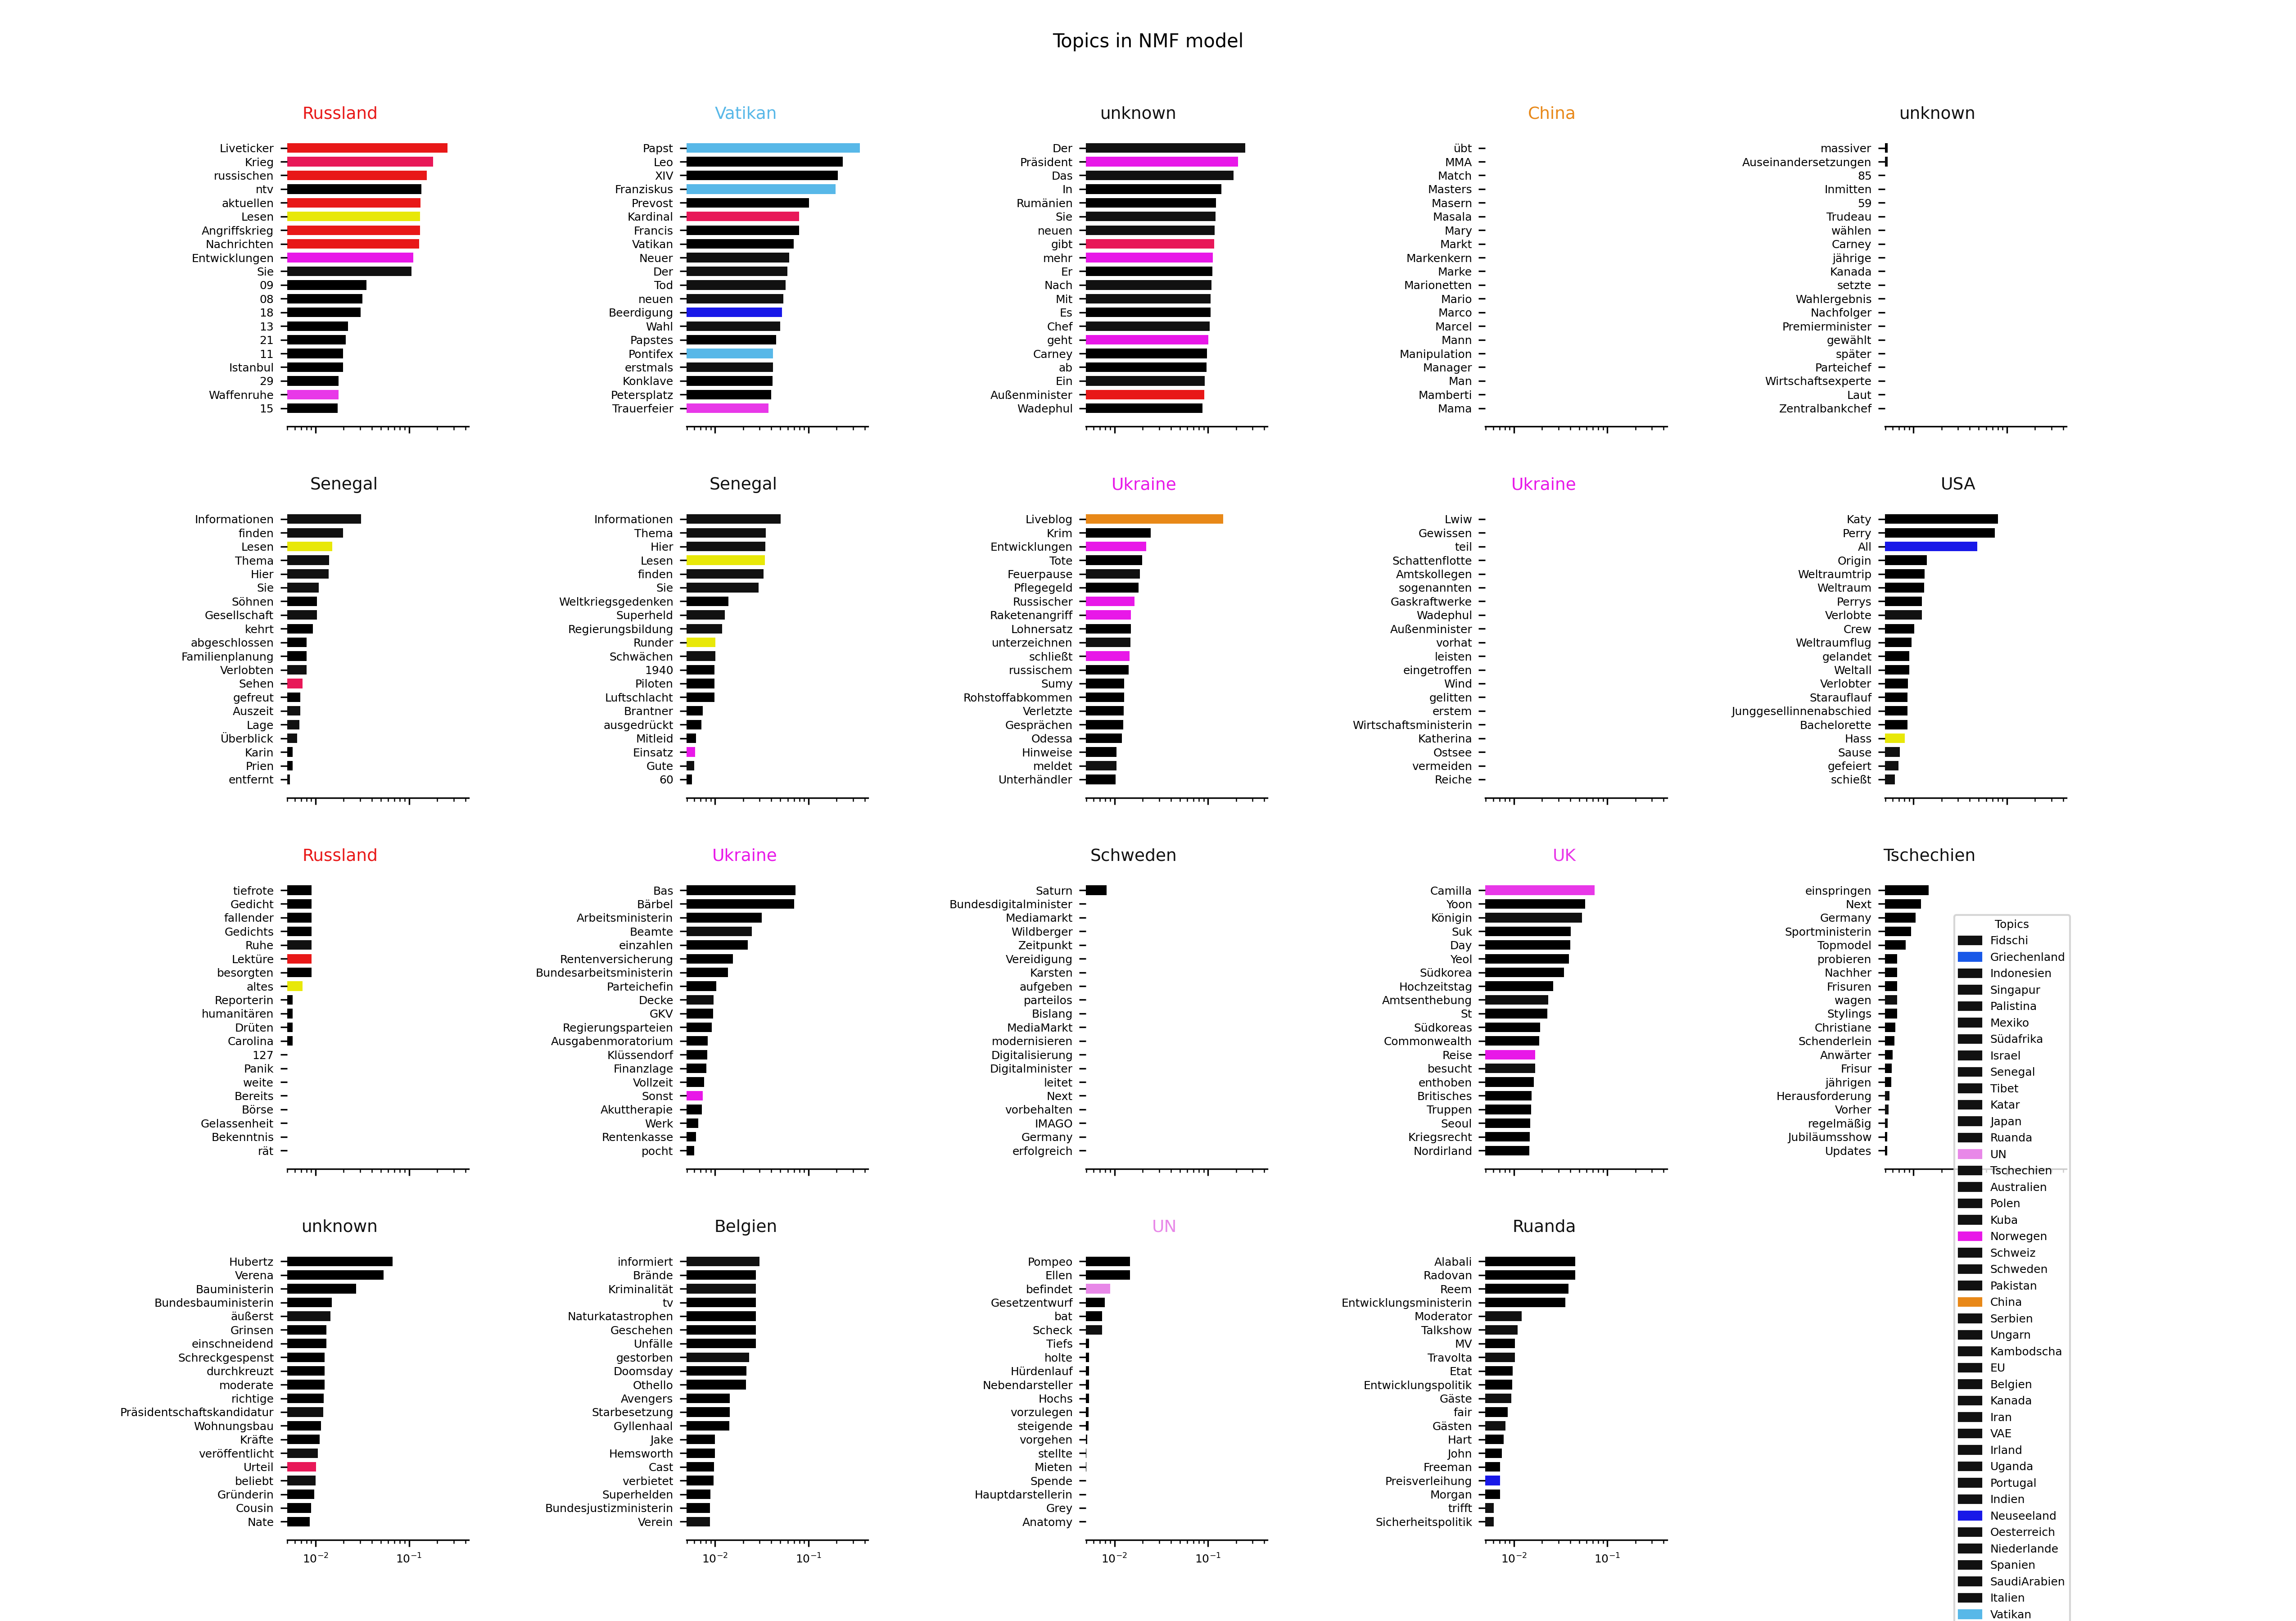 Topics in NMF model
Russland
Liveticker
Krieg
russischen
ntv
aktuellen
Lesen
Angriffskrieg
Nachrichten
Entwicklungen
Sie
09
08
18
13
21
11
Istanbul
29
Waffenruhe
15
Vatikan
Papst
Leo
XIV
Franziskus
Prevost
Kardinal
Francis
Vatikan
Neuer
Der
Tod
neuen
Beerdigung
Wahl
Papstes
Pontifex
erstmals
Konklave
Petersplatz
Trauerfeier
unknown
Der
Präsident
Das
In
Rumänien
Sie
neuen
gibt
mehr
Er
Nach
Mit
Es
Chef
geht
Carney
ab
Ein
Außenminister
Wadephul
China
übt
MMA
Match
Masters
Masern
Masala
Mary
Markt
Markenkern
Marke
Marionetten
Mario
Marco
Marcel
Mann
Manipulation
Manager
Man
Mamberti
Mama
unknown
massiver
Auseinandersetzungen
85
Inmitten
59
Trudeau
wählen
Carney
jährige
Kanada
setzte
Wahlergebnis
Nachfolger
Premierminister
gewählt
später
Parteichef
Wirtschaftsexperte
Laut
Zentralbankchef
Senegal
Informationen
finden
Lesen
Thema
Hier
Sie
Söhnen
Gesellschaft
kehrt
abgeschlossen
Familienplanung
Verlobten
Sehen
gefreut
Auszeit
Lage
Überblick
Karin
Prien
entfernt
Senegal
Informationen
Thema
Hier
Lesen
finden
Sie
Weltkriegsgedenken
Superheld
Regierungsbildung
Runder
Schwächen
1940
Piloten
Luftschlacht
Brantner
ausgedrückt
Mitleid
Einsatz
Gute
60
Ukraine
Liveblog
Krim
Entwicklungen
Tote
Feuerpause
Pflegegeld
Russischer
Raketenangriff
Lohnersatz
unterzeichnen
schließt
russischem
Sumy
Rohstoffabkommen
Verletzte
Gesprächen
Odessa
Hinweise
meldet
Unterhändler
Ukraine
Lwiw
Gewissen
teil
Schattenflotte
Amtskollegen
sogenannten
Gaskraftwerke
Wadephul
Außenminister
vorhat
leisten
eingetroffen
Wind
gelitten
erstem
Wirtschaftsministerin
Katherina
Ostsee
vermeiden
Reiche
USA
Katy
Perry
All
Origin
Weltraumtrip
Weltraum
Perrys
Verlobte
Crew
Weltraumflug
gelandet
Weltall
Verlobter
Starauflauf
Junggesellinnenabschied
Bachelorette
Hass
Sause
gefeiert
schießt
Russland
tiefrote
Gedicht
fallender
Gedichts
Ruhe
Lektüre
besorgten
altes
Reporterin
humanitären
Drüten
Carolina
127
Panik
weite
Bereits
Börse
Gelassenheit
Bekenntnis
rät
Ukraine
Bas
Bärbel
Arbeitsministerin
Beamte
einzahlen
Rentenversicherung
Bundesarbeitsministerin
Parteichefin
Decke
GKV
Regierungsparteien
Ausgabenmoratorium
Klüssendorf
Finanzlage
Vollzeit
Sonst
Akuttherapie
Werk
Rentenkasse
pocht
Schweden
Saturn
Bundesdigitalminister
Mediamarkt
Wildberger
Zeitpunkt
Vereidigung
Karsten
aufgeben
parteilos
Bislang
MediaMarkt
modernisieren
Digitalisierung
Digitalminister
leitet
Next
vorbehalten
IMAGO
Germany
erfolgreich
UK
Camilla
Yoon
Königin
Suk
Day
Yeol
Südkorea
Hochzeitstag
Amtsenthebung
St
Südkoreas
Commonwealth
Reise
besucht
enthoben
Britisches
Truppen
Seoul
Kriegsrecht
Nordirland
Tschechien
einspringen
Next
Germany
Sportministerin
Topmodel
probieren
Nachher
Frisuren
wagen
Stylings
Christiane
Schenderlein
Anwärter
Frisur
jährigen
Herausforderung
Vorher
regelmäßig
Jubiläumsshow
Updates
unknown
Hubertz
Verena
Bauministerin
Bundesbauministerin
äußerst
Grinsen
einschneidend
Schreckgespenst
durchkreuzt
moderate
richtige
Präsidentschaftskandidatur
Wohnungsbau
Kräfte
veröffentlicht
Urteil
beliebt
Gründerin
Cousin
Nate
10⁻² 10⁻¹
Belgien
informiert
Brände
Kriminalität
tv
Naturkatastrophen
Geschehen
Unfälle
gestorben
Doomsday
Othello
Avengers
Starbesetzung
Gyllenhaal
Jake
Hemsworth
Cast
verbietet
Superhelden
Bundesjustizministerin
Verein
10⁻² 10⁻¹
UN
Pompeo
Ellen
befindet
Gesetzentwurf
bat
Scheck
Tiefs
holte
Hürdenlauf
Nebendarsteller
Hochs
vorzulegen
steigende
vorgehen
stellte
Mieten
Spende
Hauptdarstellerin
Grey
Anatomy
10⁻² 10⁻¹
Ruanda
Alabali
Radovan
Reem
Entwicklungsministerin
Moderator
Talkshow
MV
Travolta
Etat
Entwicklungspolitik
Gäste
fair
Gästen
Hart
John
Freeman
Preisverleihung
Morgan
trifft
Sicherheitspolitik
10⁻² 10⁻¹
Topics
Fidschi
Griechenland
Indonesien
Singapur
Palistina
Mexiko
Südafrika
Israel
Senegal
Tibet
Katar
Japan
Ruanda
UN
Tschechien
Australien
Polen
Kuba
Norwegen
Schweiz
Schweden
Pakistan
China
Serbien
Ungarn
Kambodscha
EU
Belgien
Kanada
Iran
VAE
Irland
Uganda
Portugal
Indien
Neuseeland
Oesterreich
Niederlande
Spanien
SaudiArabien
Italien
Vatikan